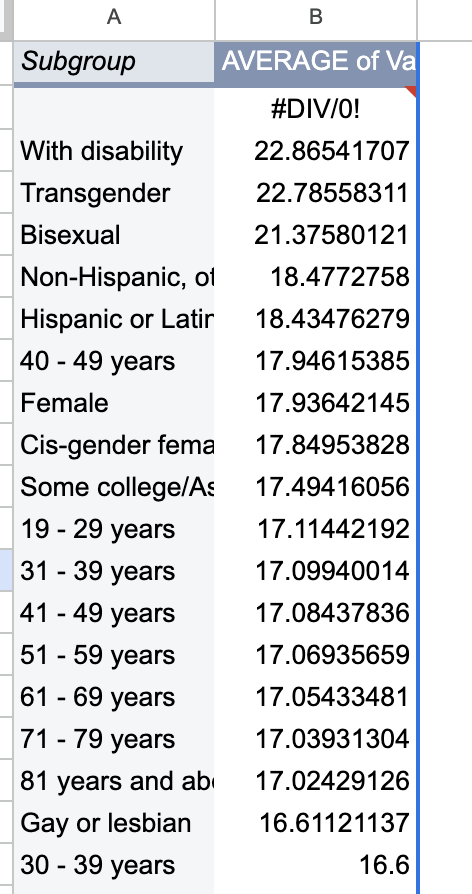 A B
Subgroup AVERAGE of Va
#DIV/0!
With disability 22.86541707
Transgender 22.78558311
Bisexual 21.37580121
Non-Hispanic, ot 18.4772758
Hispanic or Latin 18.43476279
40 - 49 years 17.94615385
Female 17.93642145
Cis-gender fema 17.84953828
Some college/As 17.49416056
19 - 29 years 17.11442192
31 - 39 years 17.09940014
41 - 49 years 17.08437836
51 - 59 years 17.06935659
61 - 69 years 17.05433481
71 - 79 years 17.03931304
81 years and abo 17.02429126
Gay or lesbian 16.61121137
30 - 39 years 16.6